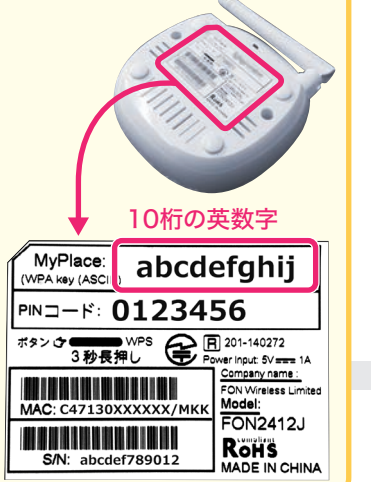 10桁の英数字
MyPlace:
(WPA key (ASCI
abcdefghij
PINコード: 0123456
ボタン WPS
3秒長押し
R 201-140272
Power Input: 5V 1A
Company name :
FON Wireless Limited
Model:
FON2412J
compliant
RoHS
MADE IN CHINA
MAC: C47130XXXXXX/MKK
S/N: abcdef789012